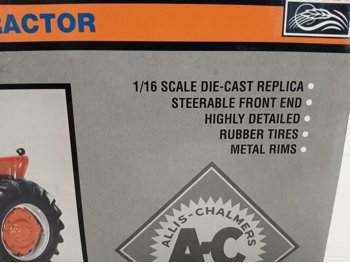 RACTOR
1/16 SCALE DIE-CAST REPLICA
STEERABLE FRONT END
HIGHLY DETAILED
RUBBER TIRES
METAL RIMS
ALLIS-CHALMERS
A-C